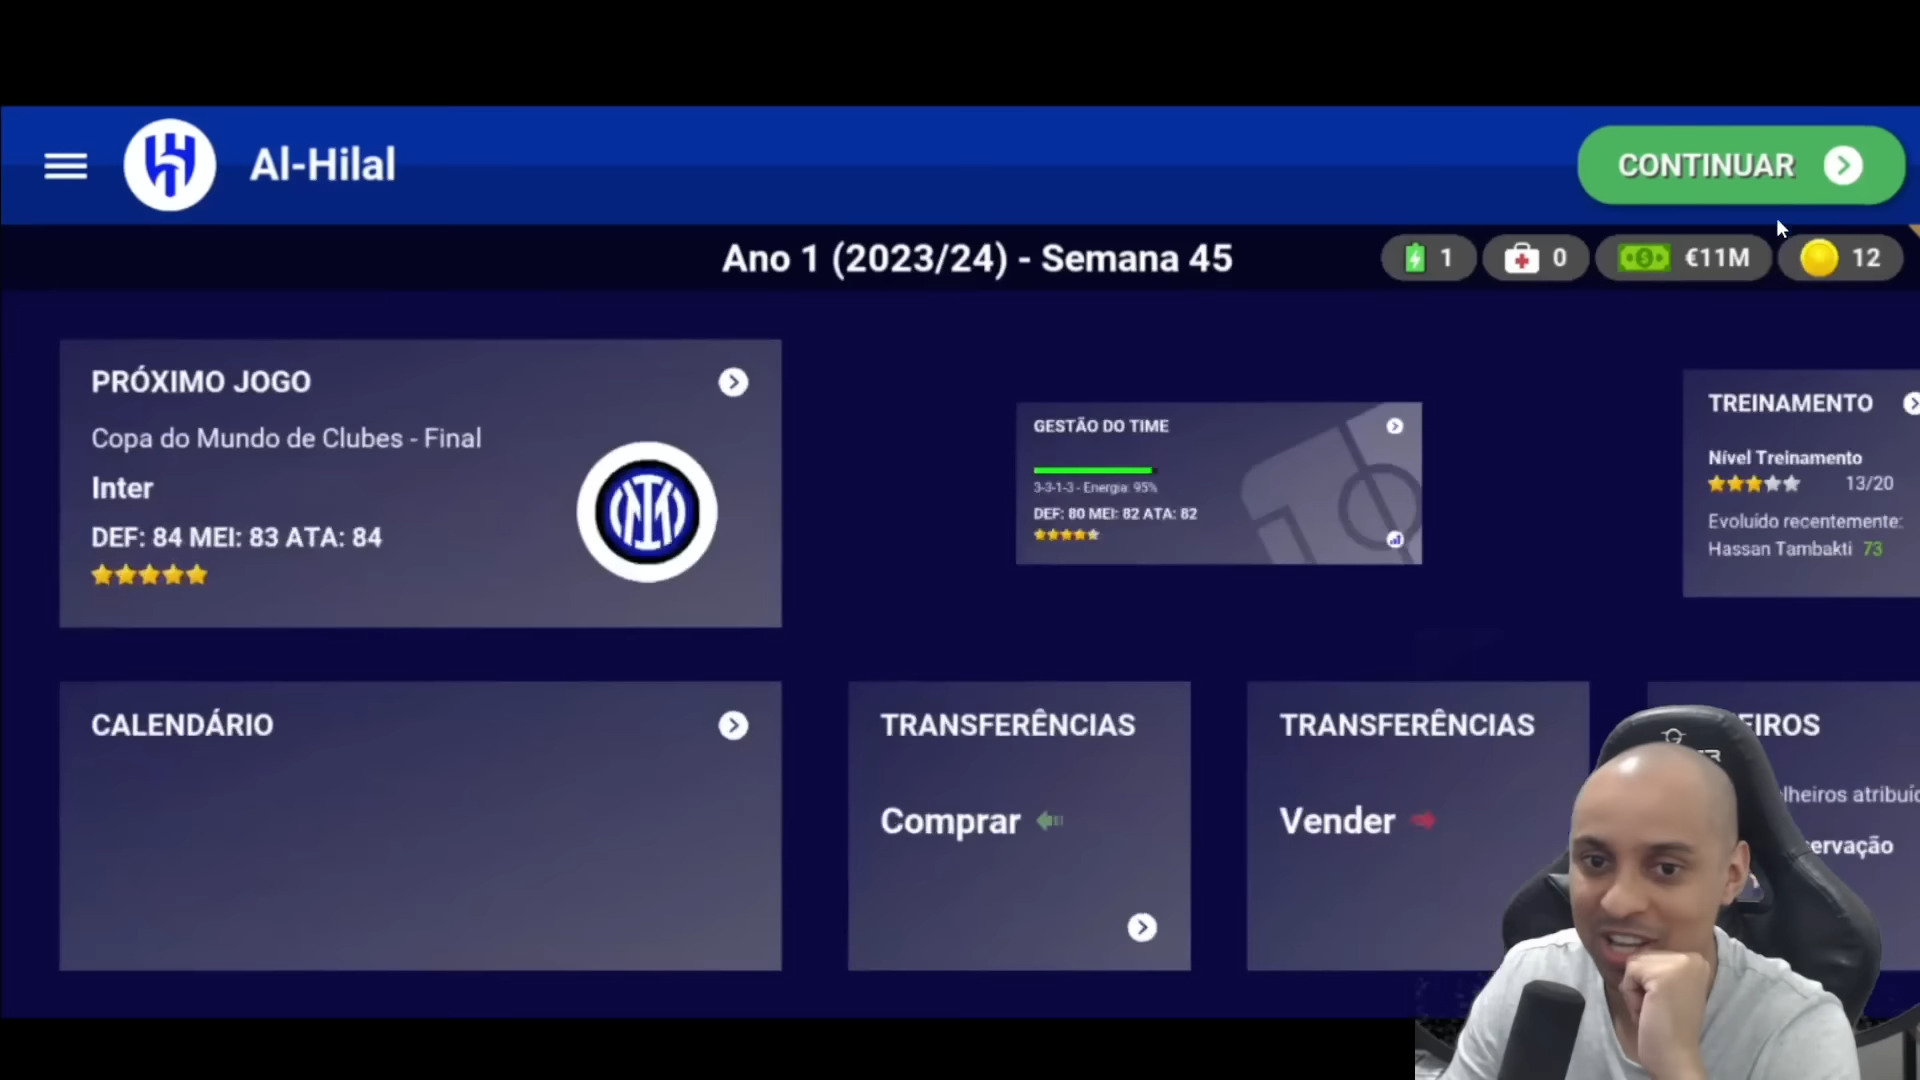 Al-Hilal
CONTINUAR
Ano 1 (2023/24) - Semana 45
1
0
€11M
12
PRÓXIMO JOGO
Copa do Mundo de Clubes - Final
Inter
DEF: 84 MEI: 83 ATA: 84
GESTÃO DO TIME
3-3-1-3 - Energia: 95%
DEF: 80 MEI: 82 ATA: 82
TREINAMENTO
Nível Treinamento
13/20
Evoluído recentemente:
Hassan Tambakti 73
CALENDÁRIO
TRANSFERÊNCIAS
Comprar
TRANSFERÊNCIAS
Vender